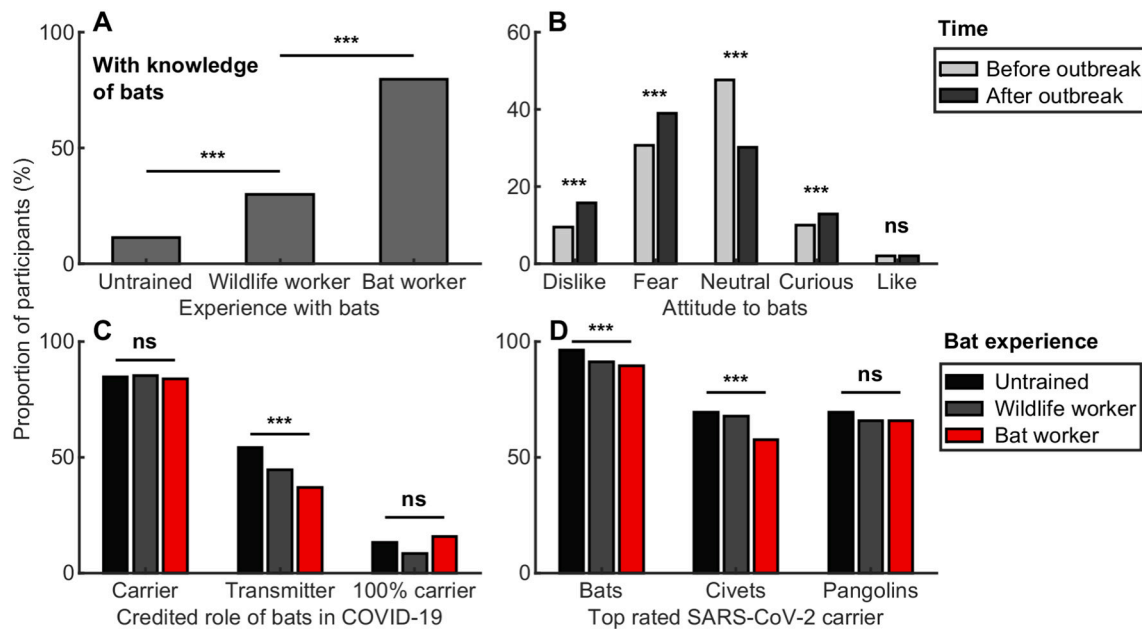 Proportion of participants (%)
A
With knowledge
of bats
***
***
100
50
0
Untrained
Wildlife worker
Bat worker
Experience with bats
B
***
***
***
***
ns
60
40
20
0
Dislike
Fear
Neutral
Curious
Like
Attitude to bats
Time
Before outbreak
After outbreak
C
ns
***
ns
100
50
0
Carrier
Transmitter
100% carrier
Credited role of bats in COVID-19
D
***
***
ns
100
50
0
Bats
Civets
Pangolins
Top rated SARS-CoV-2 carrier
Bat experience
Untrained
Wildlife worker
Bat worker